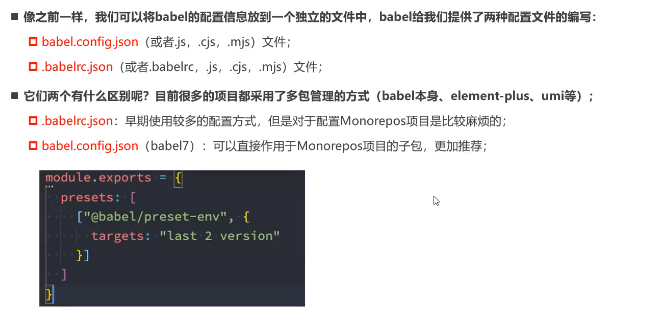 像之前一样，我们可以将babel的配置信息放到一个独立的文件中，babel给我们提供了两种配置文件的编写：
babel.config.json（或者.js，.cjs，.mjs）文件；
.babelrc.json（或者.babelrc，.js，.cjs，.mjs）文件；
它们两个有什么区别呢？目前很多的项目都采用了多包管理的方式（babel本身、element-plus、umi等）；
.babelrc.json：早期使用较多的配置方式，但是对于配置Monorepos项目是比较麻烦的；
babel.config.json（babel7）：可以直接作用于Monorepos项目的子包，更加推荐；
module.exports = {
presets: [
["@babel/preset-env", {
targets: "last 2 version"
}]
]
}